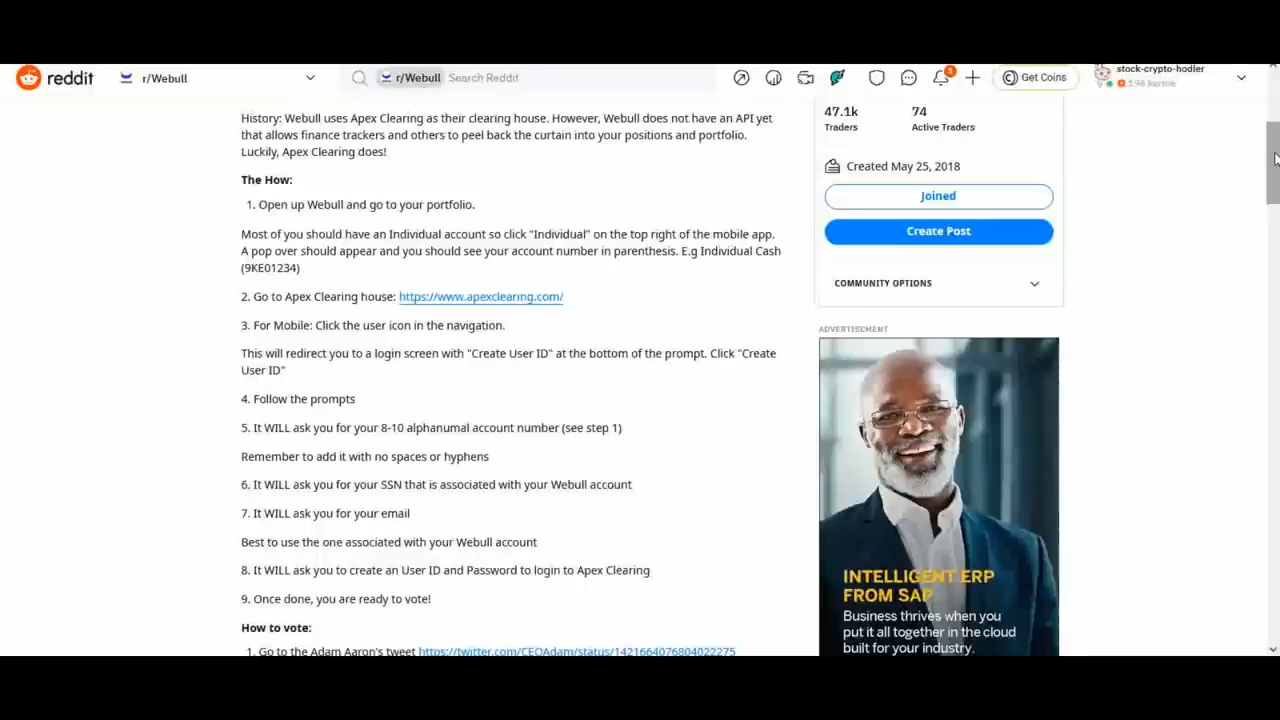 reddit
r/Webull
r/Webull Search Reddit
1
Get Coins
stock-crypto-hodler
196 karma
History: Webull uses Apex Clearing as their clearing house. However, Webull does not have an API yet
that allows finance trackers and others to peel back the curtain into your positions and portfolio.
Luckily, Apex Clearing does!
The How:
1. Open up Webull and go to your portfolio.
Most of you should have an Individual account so click "Individual" on the top right of the mobile app.
A pop over should appear and you should see your account number in parenthesis. E.g Individual Cash
(9KE01234)
2. Go to Apex Clearing house: https://www.apexclearing.com/
3. For Mobile: Click the user icon in the navigation.
This will redirect you to a login screen with "Create User ID" at the bottom of the prompt. Click "Create
User ID"
4. Follow the prompts
5. It WILL ask you for your 8-10 alphanumal account number (see step 1)
Remember to add it with no spaces or hyphens
6. It WILL ask you for your SSN that is associated with your Webull account
7. It WILL ask you for your email
Best to use the one associated with your Webull account
8. It WILL ask you to create an User ID and Password to login to Apex Clearing
9. Once done, you are ready to vote!
How to vote:
1. Go to the Adam Aaron's tweet https://twitter.com/CEOAdam/status/1421664076804022275
47.1k
Traders
74
Active Traders
Created May 25, 2018
Joined
Create Post
COMMUNITY OPTIONS
ADVERTISEMENT
INTELLIGENT ERP
FROM SAP
Business thrives when you
put it all together in the cloud
built for your industry.